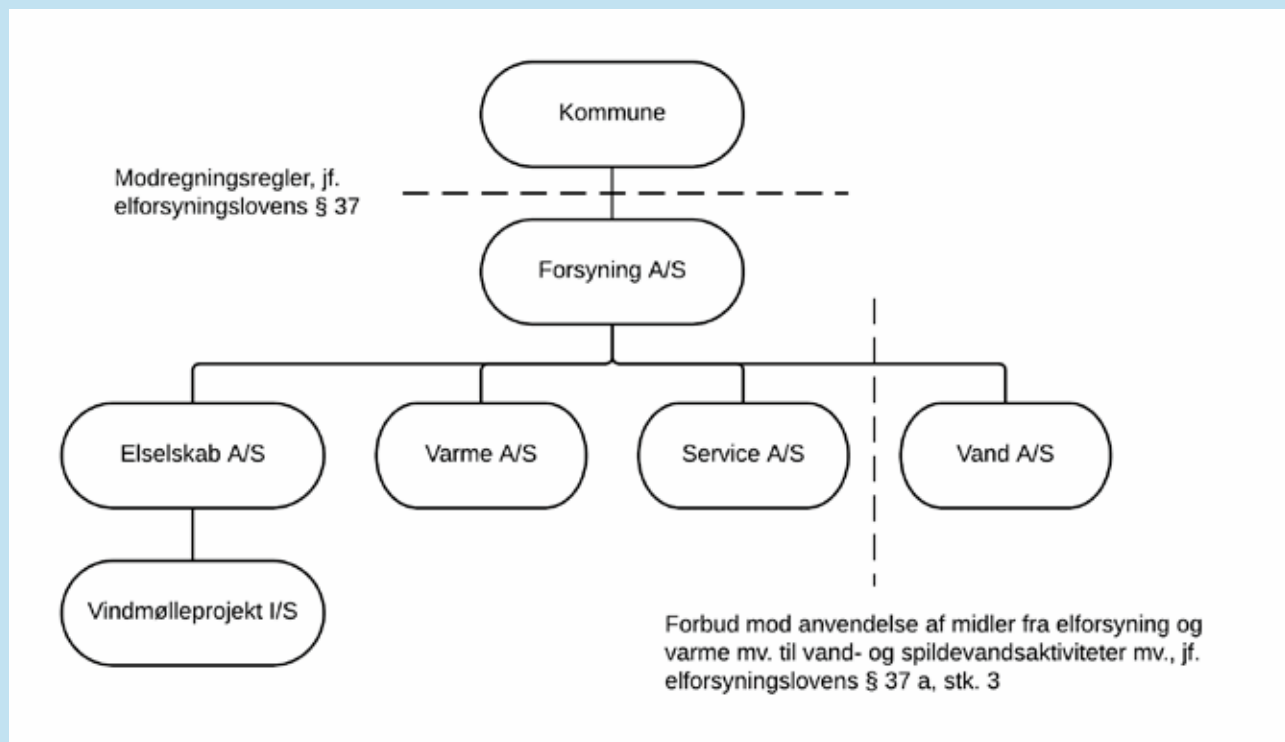 Kommune
Modregningsregler, jf.
elforsyningslovens § 37
Forsyning A/S
Elselskab A/S
Varme A/S
Service A/S
Vand A/S
Vindmølleprojekt I/S
Forbud mod anvendelse af midler fra elforsyning og
varme mv. til vand- og spildevandsaktiviteter mv., jf.
elforsyningslovens § 37 a, stk. 3